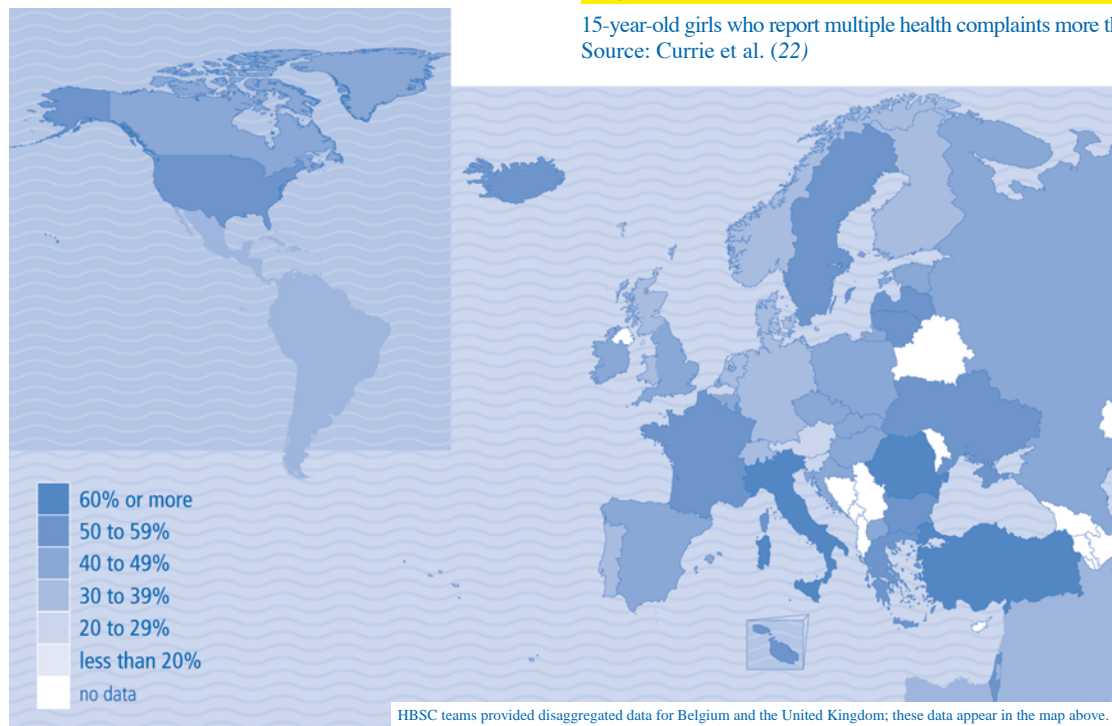 15-year-old girls who report multiple health complaints more
Source: Currie et al. (22)
60% or more
50 to 59%
40 to 49%
30 to 39%
20 to 29%
less than 20%
no data
HBSC teams provided disaggregated data for Belgium and the United Kingdom; these data appear in the map above.